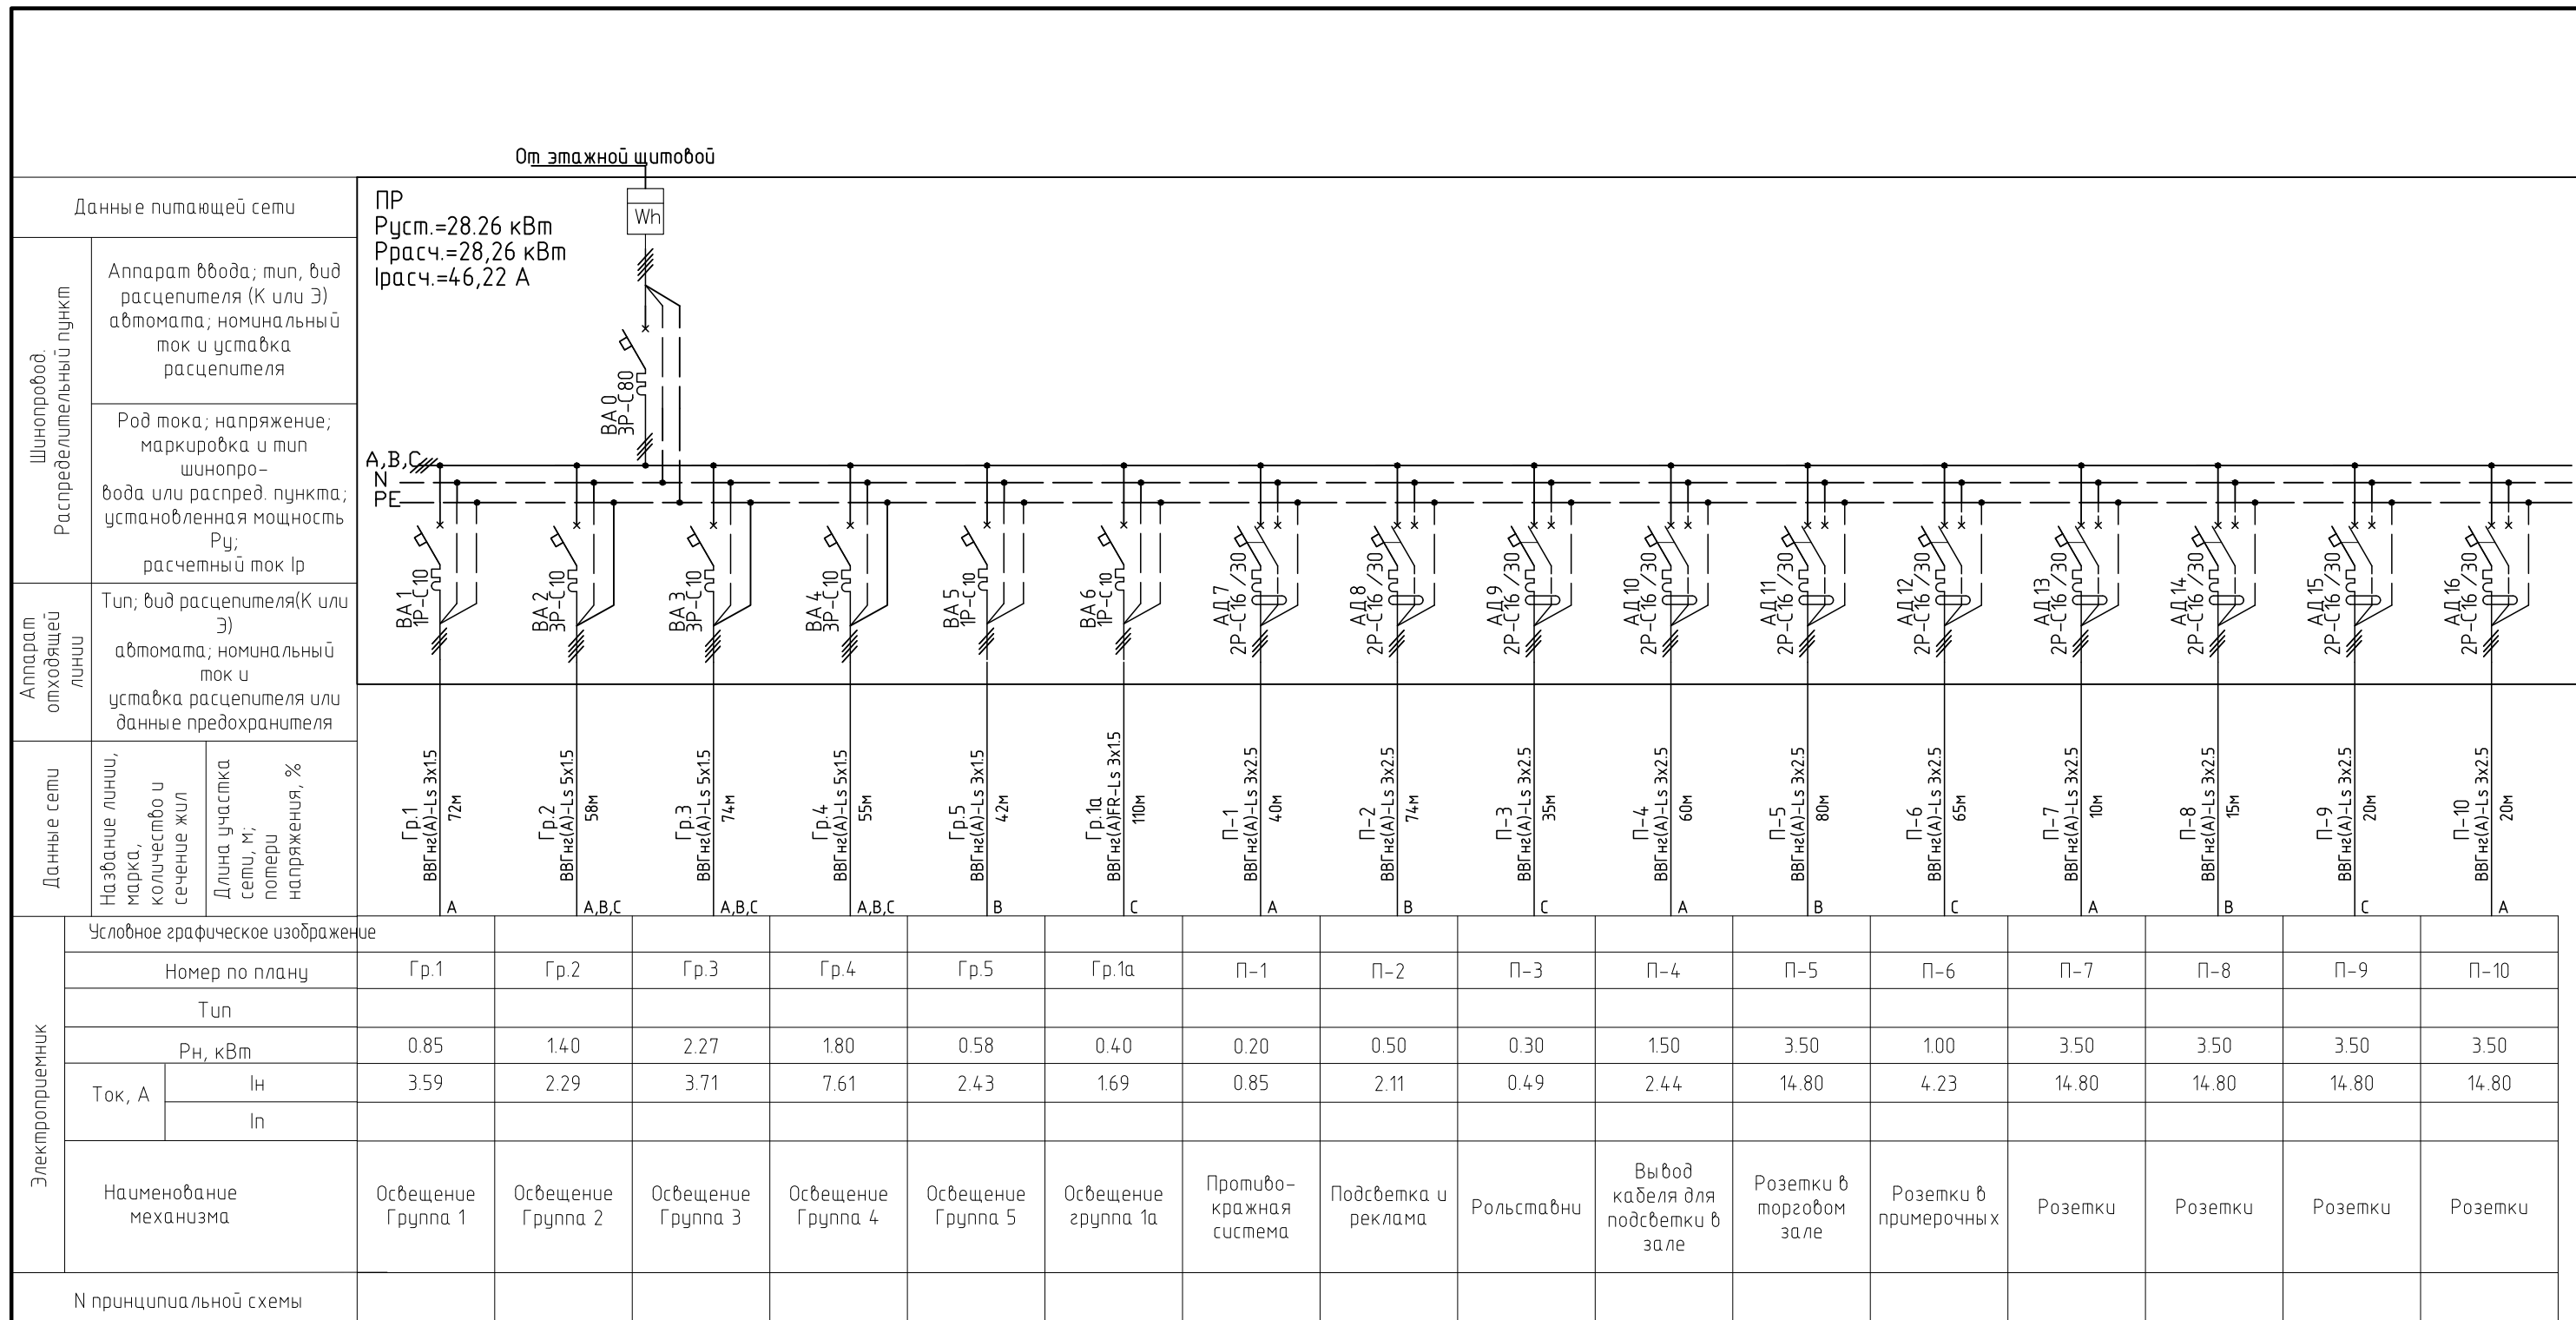 От этажной щитовой
Данные питающей сети
ПР
Руст.=28.26 кВт
Ррасч.=28,26 кВт
Iрасч.=46,22 А
Wh
Шинопровод.
Распределительный пункт
Аппарат ввода; тип, вид
расцепителя (К или Э)
автомата; номинальный
ток и уставка
расцепителя
ВА 0
3Р-С80
Род тока; напряжение;
маркировка и тип
шинопро-
вода или распред. пункта;
установленная мощность
Ру;
расчетный ток Iр
А,В,С
N
PE
Аппарат
отходящей
линии
Тип; вид расцепителя(К или
Э)
автомата; номинальный
ток и
уставка расцепителя или
данные предохранителя
ВА 1
1Р-С10
ВА 2
3Р-С10
ВА 3
3Р-С10
ВА 4
3Р-С10
ВА 5
1Р-С10
ВА 6
1Р-С10
АД 7
2Р-С16 /30
АД 8
2Р-С16 /30
АД 9
2Р-С16 /30
АД 10
2Р-С16 /30
АД 11
2Р-С16 /30
АД 12
2Р-С16 /30
АД 13
2Р-С16 /30
АД 14
2Р-С16 /30
АД 15
2Р-С16 /30
АД 16
2Р-С16 /30
Данные сети
Название линии,
марка,
количество и
сечение жил
Длина участка
сети, м;
потери
напряжения, %
Гр.1
ВВГнг(А)-Ls 3х1.5
72м
А
Гр.2
ВВГнг(А)-Ls 5х1.5
58м
А,В,С
Гр.3
ВВГнг(А)-Ls 5х1.5
74м
А,В,С
Гр.4
ВВГнг(А)-Ls 5х1.5
55м
А,В,С
Гр.5
ВВГнг(А)-Ls 3х1.5
42м
В
Гр.1а
ВВГнг(А)FR-Ls 3х1.5
110м
С
П-1
ВВГнг(А)-Ls 3х2.5
40м
А
П-2
ВВГнг(А)-Ls 3х2.5
74м
В
П-3
ВВГнг(А)-Ls 3х2.5
35м
С
П-4
ВВГнг(А)-Ls 3х2.5
60м
А
П-5
ВВГнг(А)-Ls 3х2.5
80м
В
П-6
ВВГнг(А)-Ls 3х2.5
65м
С
П-7
ВВГнг(А)-Ls 3х2.5
10м
А
П-8
ВВГнг(А)-Ls 3х2.5
15м
В
П-9
ВВГнг(А)-Ls 3х2.5
20м
С
П-10
ВВГнг(А)-Ls 3х2.5
20м
А
Электроприемник
Условное графическое изображение
Номер по плану Гр.1 Гр.2 Гр.3 Гр.4 Гр.5 Гр.1а П-1 П-2 П-3 П-4 П-5 П-6 П-7 П-8 П-9 П-10
Тип
Рн, кВт 0.85 1.40 2.27 1.80 0.58 0.40 0.20 0.50 0.30 1.50 3.50 1.00 3.50 3.50 3.50 3.50
Ток, А
Iн 3.59 2.29 3.71 7.61 2.43 1.69 0.85 2.11 0.49 2.44 14.80 4.23 14.80 14.80 14.80 14.80
Iп
Наименование
механизма
Освещение
Группа 1
Освещение
Группа 2
Освещение
Группа 3
Освещение
Группа 4
Освещение
Группа 5
Освещение
группа 1а
Противо-
кражная
система
Подсветка и
реклама
Рольставни
Вывод
кабеля для
подсветки в
зале
Розетки в
торговом
зале
Розетки в
примерочных
Розетки
Розетки
Розетки
Розетки
N принципиальной схемы